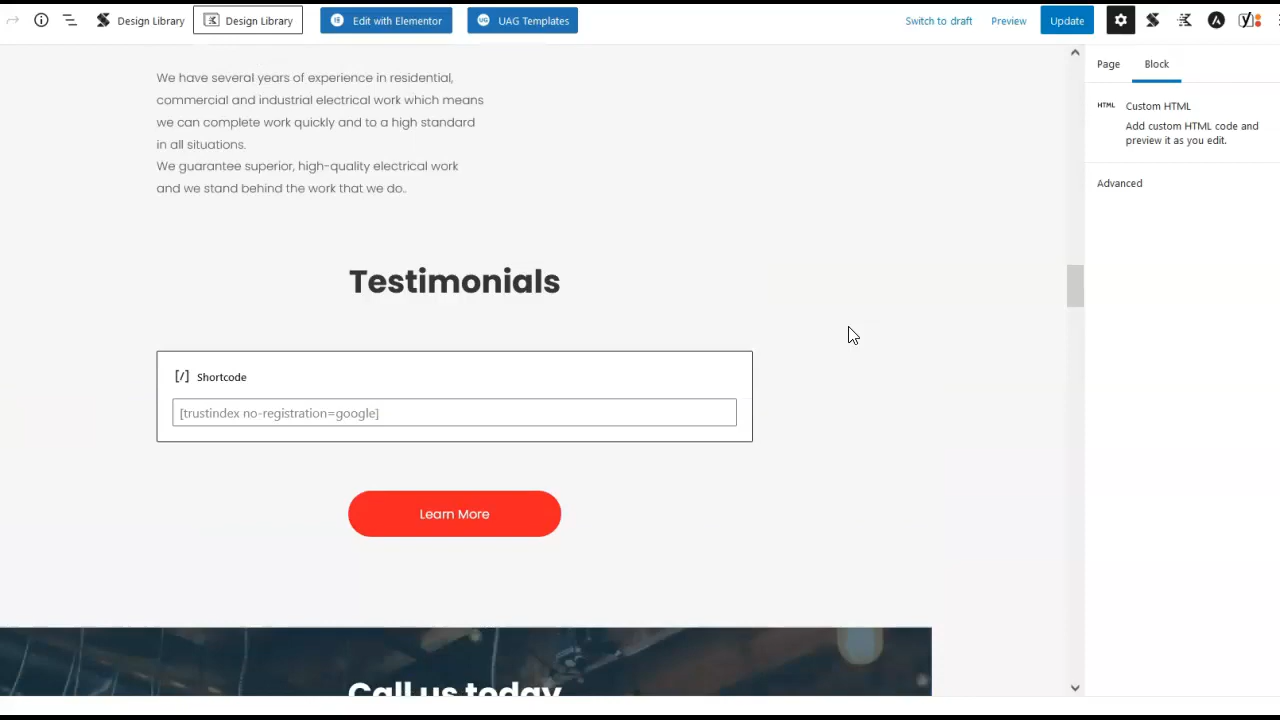 Design Library
Design Library
Edit with Elementor
UAG Templates
Switch to draft
Preview
Update
We have several years of experience in residential,
commercial and industrial electrical work which means
we can complete work quickly and to a high standard
in all situations.
We guarantee superior, high-quality electrical work
and we stand behind the work that we do..
Testimonials
[/] Shortcode
[trustindex no-registration=google]
Learn More
Call us today
Page
Block
HTML
Custom HTML
Add custom HTML code and
preview it as you edit.
Advanced